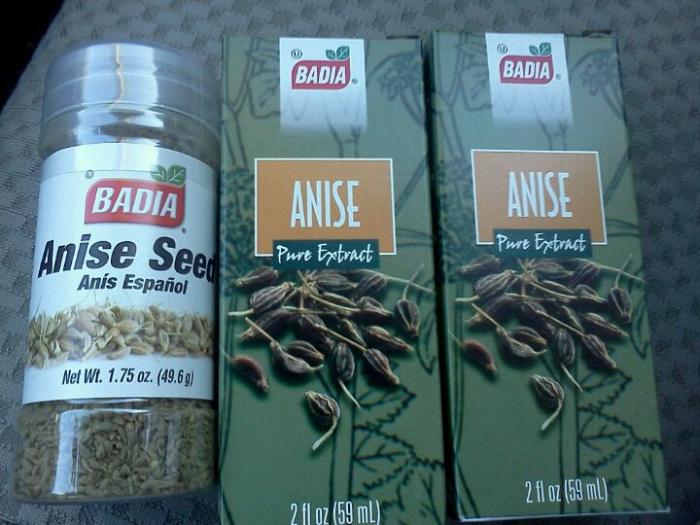 BADIA
Anise Seed
Anís Español
Net Wt. 1.75 oz. (49.6 g)
BADIA
ANISE
Pure Extract
2 fl oz (59 mL)
BADIA
ANISE
Pure Extract
2 fl oz (59 mL)